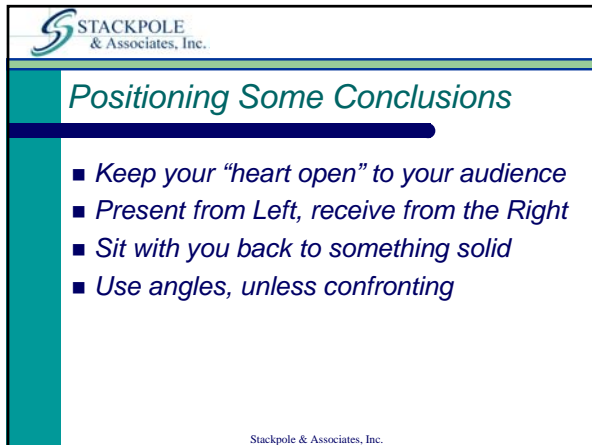 STACKPOLE
& Associates, Inc.
Positioning Some Conclusions
Keep your “heart open” to your audience
Present from Left, receive from the Right
Sit with you back to something solid
Use angles, unless confronting
Stackpole & Associates, Inc.